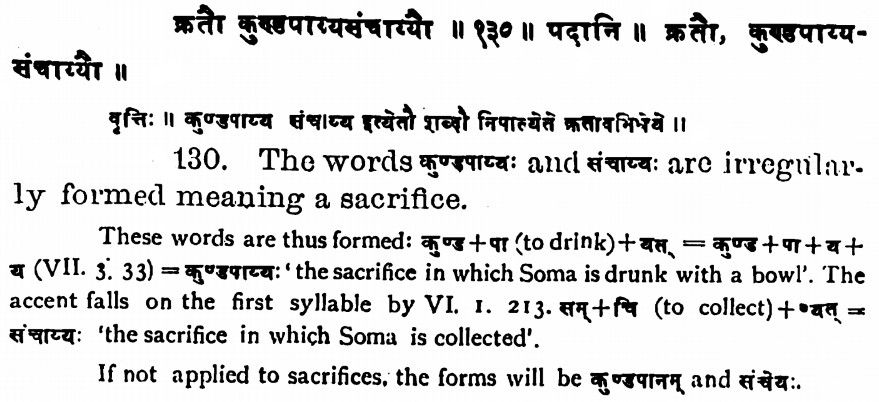 क्रतौ कुण्डपाय्यसंचाय्यौ ॥ १३० ॥ पदानि ॥ क्रतौ, कुण्डपाय्य-
संचाय्यौ ॥
वृत्तिः ॥ कुण्डपाय्य संचाय्य इत्येतौ शब्दौ निपात्येते क्रतावभिधेये ॥
130. The words कुण्डपाय्यः and संचाय्यः are irregular-
ly formed meaning a sacrifice.
These words are thus formed: कुण्ड+पा (to drink)+यत् = कुण्ड+पा+य+
य (VII. 3. 33) = कुण्डपाय्यः 'the sacrifice in which Soma is drunk with a bowl'. The
accent falls on the first syllable by VI. 1. 213. सम्+चि (to collect)+ण्यत् =
संचाय्यः 'the sacrifice in which Soma is collected'.
If not applied to sacrifices, the forms will be कुण्डपानम् and संचेयः.